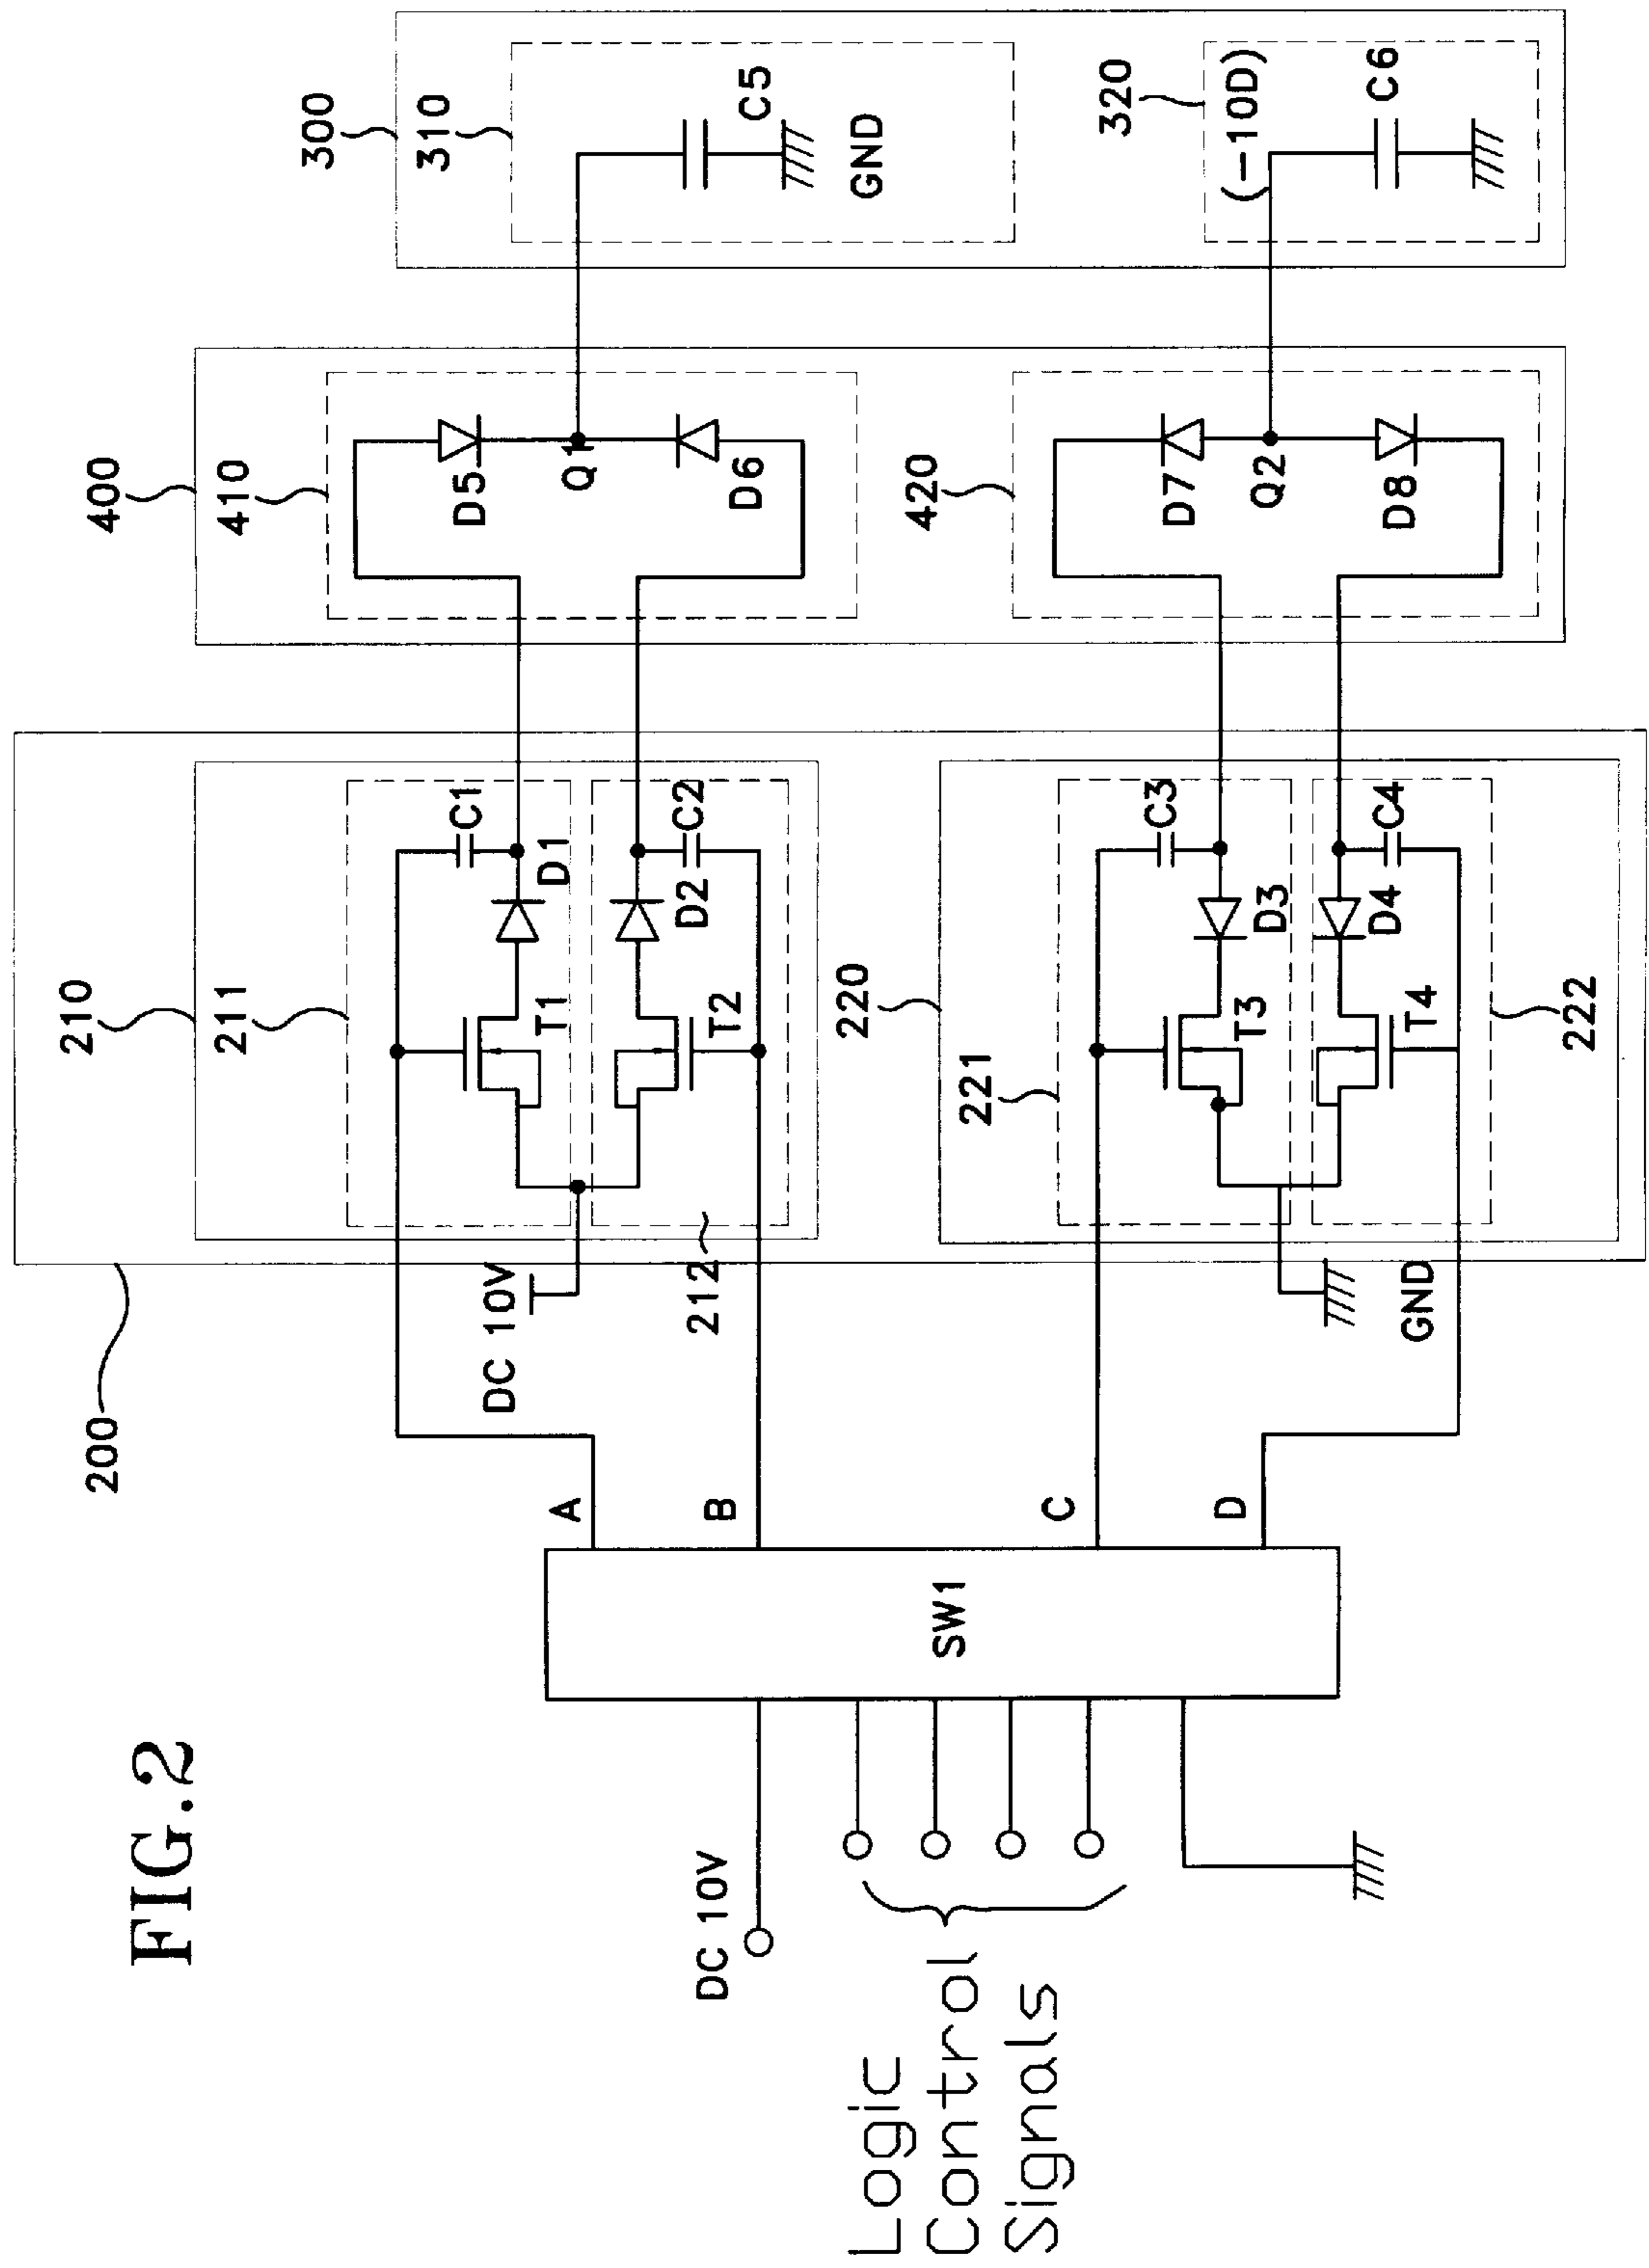 FIG.2
200
210
211
212
DC 10V
A
B
C
D
SW1
DC 10V
Logic
Control
Signals
T1
D1
C1
T2
D2
C2
220
221
222
T3
D3
C3
T4
D4
C4
GND
400
410
D5
Q1
D6
420
D7
Q2
D8
300
310
C5
GND
320
(-10D)
C6